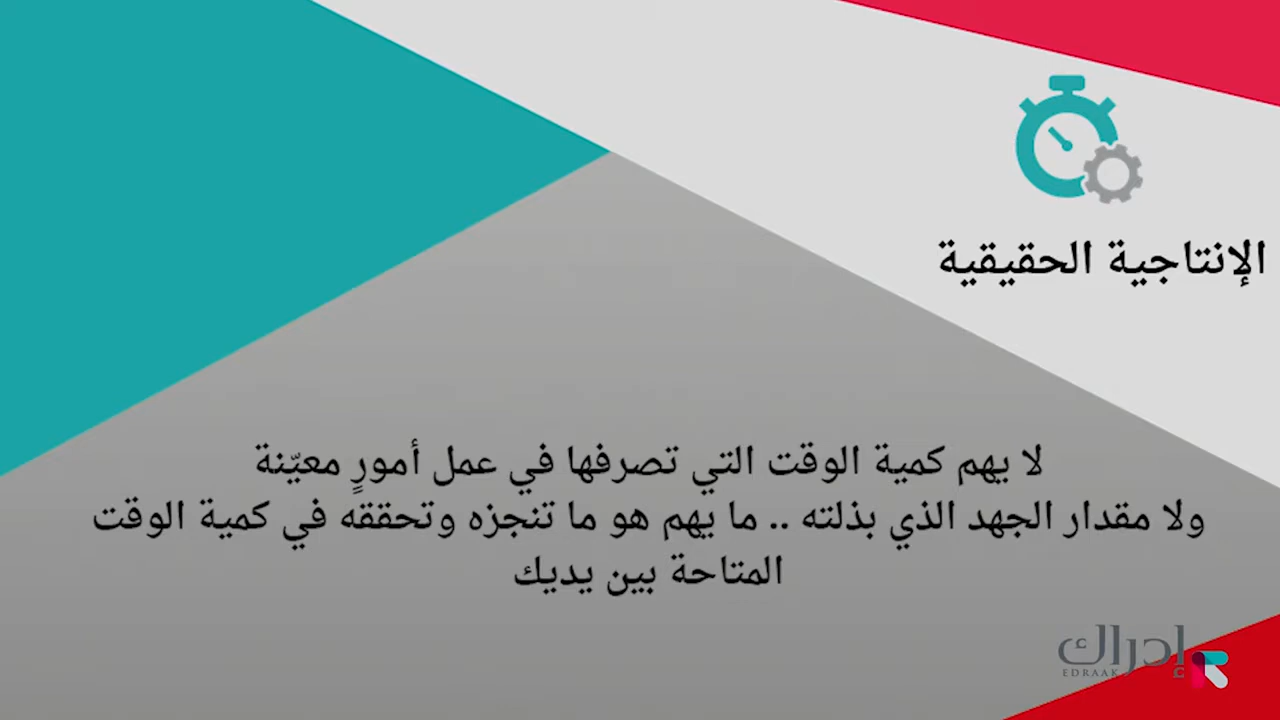 الإنتاجية الحقيقية
لا يهم كمية الوقت التي تصرفها في عمل أمورٍ معيّنة
ولا مقدار الجهد الذي بذلته .. ما يهم هو ما تنجزه وتحققه في كمية الوقت
المتاحة بين يديك
إدراك
EDRAAK